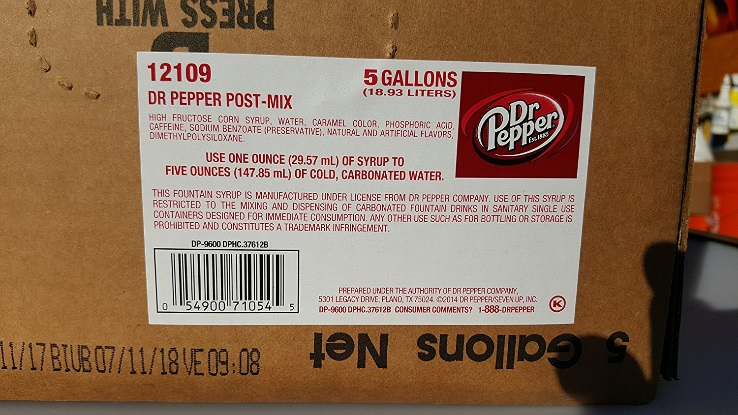 PRESS WITH
12109
5 GALLONS
(18.93 LITERS)
DR PEPPER POST-MIX
Dr Pepper
EST. 1885
HIGH FRUCTOSE CORN SYRUP, WATER, CARAMEL COLOR, PHOSPHORIC ACID,
CAFFEINE, SODIUM BENZOATE (PRESERVATIVE), NATURAL AND ARTIFICIAL FLAVORS,
DIMETHYLPOLYSILOXANE.
USE ONE OUNCE (29.57 mL) OF SYRUP TO
FIVE OUNCES (147.85 mL) OF COLD, CARBONATED WATER.
THIS FOUNTAIN SYRUP IS MANUFACTURED UNDER LICENSE FROM DR PEPPER COMPANY. USE OF THIS SYRUP IS
RESTRICTED TO THE MIXING AND DISPENSING OF CARBONATED FOUNTAIN DRINKS IN SANITARY SINGLE USE
CONTAINERS DESIGNED FOR IMMEDIATE CONSUMPTION. ANY OTHER USE SUCH AS FOR BOTTLING OR STORAGE IS
PROHIBITED AND CONSTITUTES A TRADEMARK INFRINGEMENT.
DP-9600 DPHC.37612B
0 54900 71054 5
PREPARED UNDER THE AUTHORITY OF DR PEPPER COMPANY,
5301 LEGACY DRIVE, PLANO, TX 75024. ©2014 DR PEPPER/SEVEN UP, INC.
DP-9600 DPHC.37612B CONSUMER COMMENTS? 1-888-DRPEPPER
K
11/17 BIUB 07/11/18 VE 09:08
5 Gallons Net